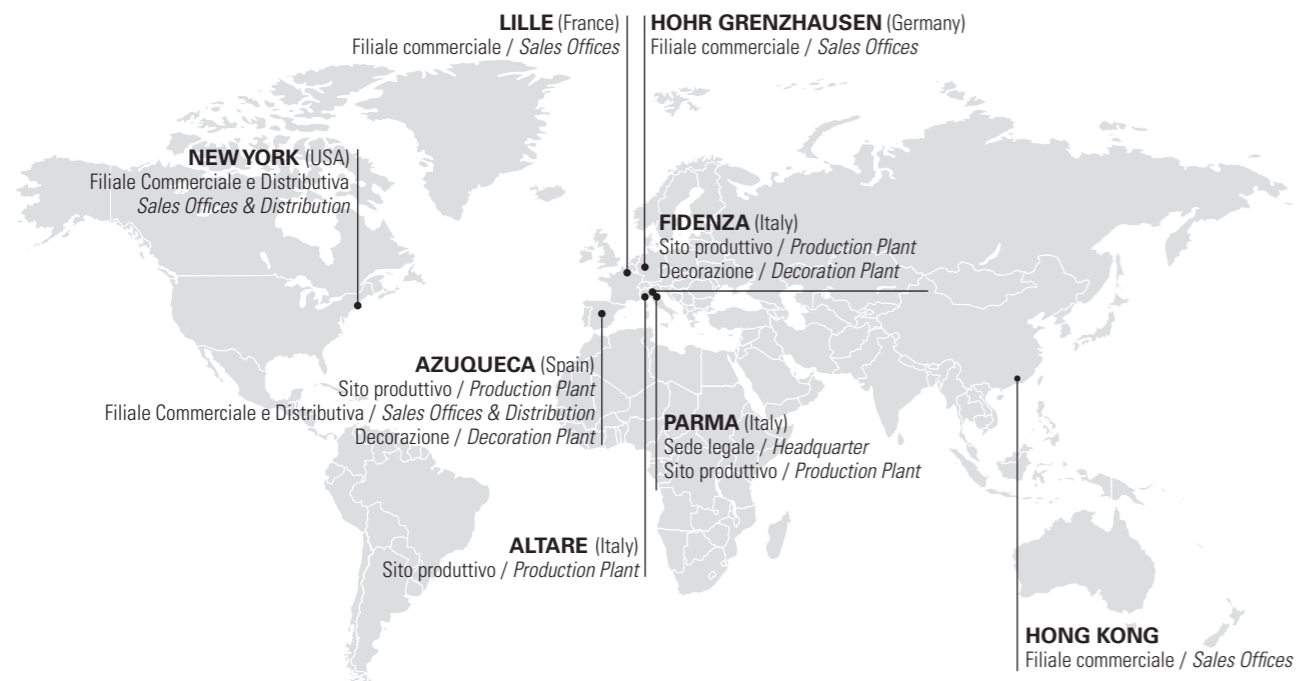 LILLE (France)
Filiale commerciale / Sales Offices
HOHR GRENZHAUSEN (Germany)
Filiale commerciale / Sales Offices
NEW YORK (USA)
Filiale Commerciale e Distributiva
Sales Offices & Distribution
FIDENZA (Italy)
Sito produttivo / Production Plant
Decorazione / Decoration Plant
AZUQUECA (Spain)
Sito produttivo / Production Plant
Filiale Commerciale e Distributiva / Sales Offices & Distribution
Decorazione / Decoration Plant
PARMA (Italy)
Sede legale / Headquarter
Sito produttivo / Production Plant
ALTARE (Italy)
Sito produttivo / Production Plant
HONG KONG
Filiale commerciale / Sales Offices